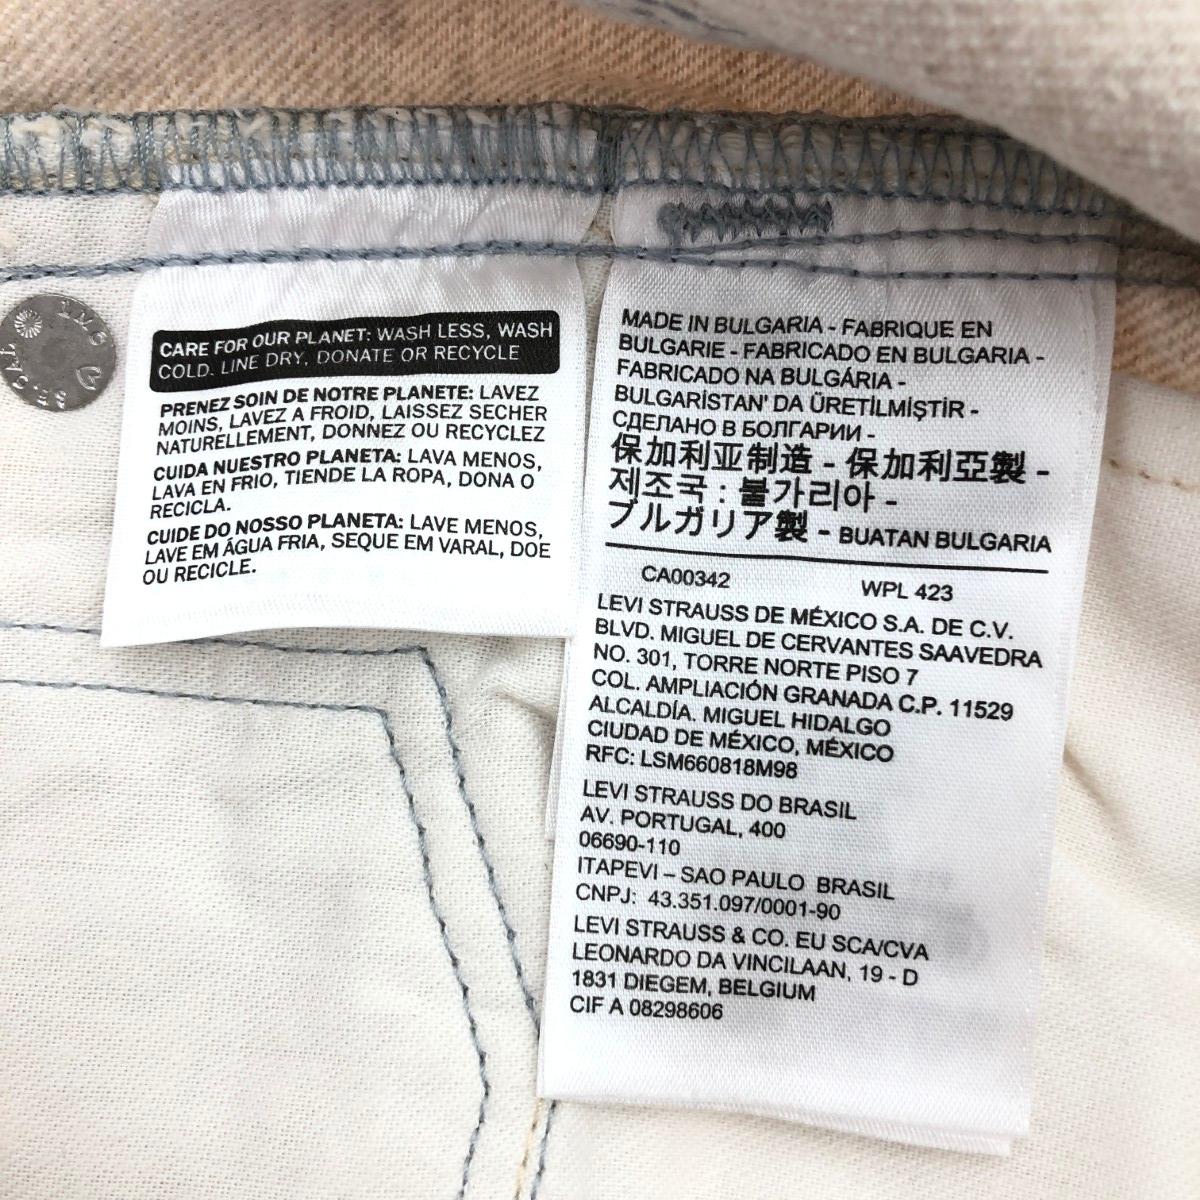 CARE FOR OUR PLANET: WASH LESS, WASH
COLD. LINE DRY, DONATE OR RECYCLE
PRENEZ SOIN DE NOTRE PLANETE: LAVEZ
MOINS, LAVEZ A FROID, LAISSEZ SECHER
NATURELLEMENT, DONNEZ OU RECYCLEZ
CUIDA NUESTRO PLANETA: LAVA MENOS,
LAVA EN FRIO, TIENDE LA ROPA, DONA O
RECICLA.
CUIDE DO NOSSO PLANETA: LAVE MENOS,
LAVE EM ÁGUA FRIA, SEQUE EM VARAL, DOE
OU RECICLE.
MADE IN BULGARIA - FABRIQUE EN
BULGARIE - FABRICADO EN BULGARIA -
FABRICADO NA BULGÁRIA -
BULGARİSTAN' DA ÜRETİLMİŞTİR -
СДЕЛАНО В БОЛГАРИИ -
保加利亚制造 - 保加利亞製 -
제조국 : 불가리아 -
ブルガリア製 - BUATAN BULGARIA
CA00342 WPL 423
LEVI STRAUSS DE MÉXICO S.A. DE C.V.
BLVD. MIGUEL DE CERVANTES SAAVEDRA
NO. 301, TORRE NORTE PISO 7
COL. AMPLIACIÓN GRANADA C.P. 11529
ALCALDÍA. MIGUEL HIDALGO
CIUDAD DE MÉXICO, MÉXICO
RFC: LSM660818M98
LEVI STRAUSS DO BRASIL
AV. PORTUGAL, 400
06690-110
ITAPEVI – SAO PAULO BRASIL
CNPJ: 43.351.097/0001-90
LEVI STRAUSS & CO. EU SCA/CVA
LEONARDO DA VINCILAAN, 19 - D
1831 DIEGEM, BELGIUM
CIF A 08298606